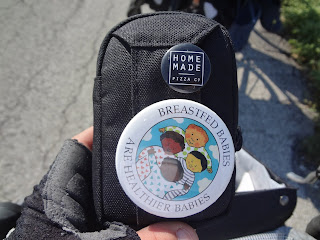 HOME
MADE
PIZZA CO
BREASTFED BABIES
ARE HEALTHIER BABIES